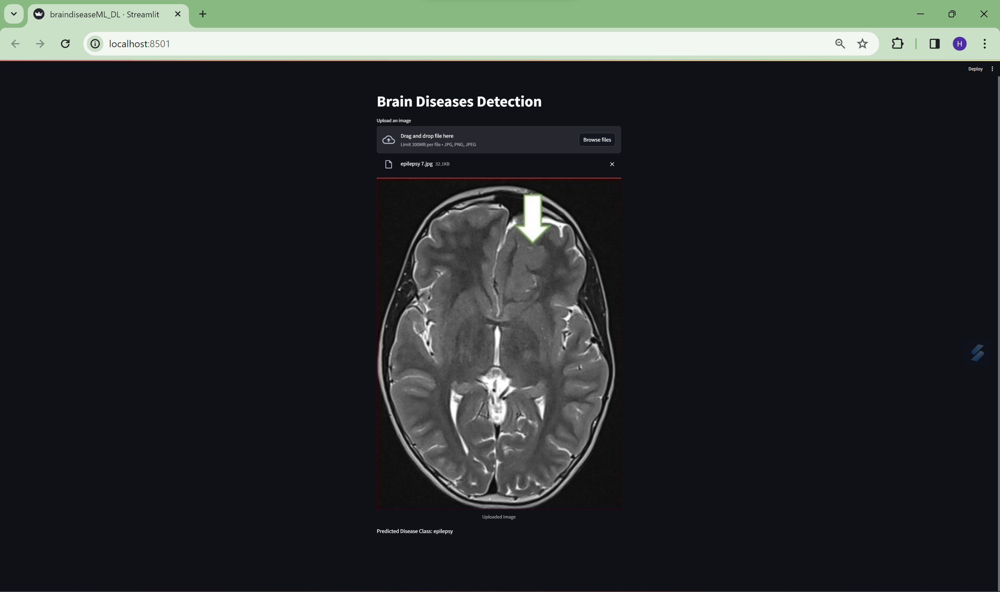 braindiseaseML_DL · Streamlit
localhost:8501
H
Deploy
Brain Diseases Detection
Upload an image
Drag and drop file here
Limit 200MB per file • JPG, PNG, JPEG
Browse files
epilepsy 7.jpg 32.1KB
Uploaded Image
Predicted Disease Class: epilepsy